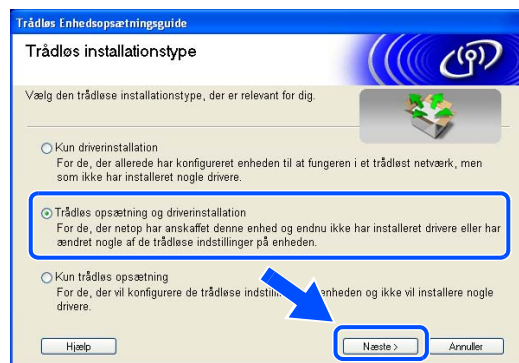 Trådløs Enhedsopsætningsguide
Trådløs installationstype
Vælg den trådløse installationstype, der er relevant for dig.
Kun driverinstallation
For de, der allerede har konfigureret enheden til at fungeren i et trådløst netværk, men
som ikke har installeret nogle drivere.
Trådløs opsætning og driverinstallation
For de, der netop har anskaffet denne enhed og endnu ikke har installeret drivere eller har
ændret nogle af de trådløse indstillinger på enheden.
Kun trådløs opsætning
For de, der vil konfigurere de trådløse enheden og ikke vil installere nogle
drivere.
Hjælp
Næste >
Annuller